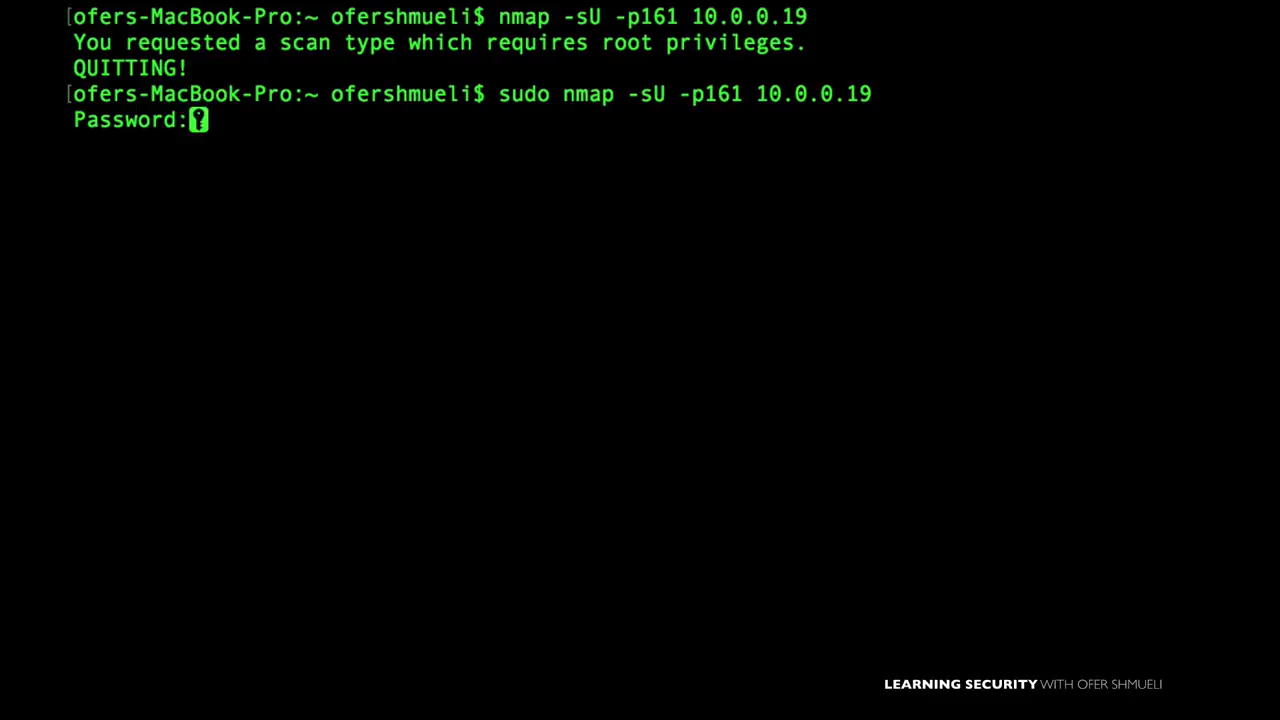 [ofers-MacBook-Pro:~ ofershmueli$ nmap -sU -p161 10.0.0.19
You requested a scan type which requires root privileges.
QUITTING!
[ofers-MacBook-Pro:~ ofershmueli$ sudo nmap -sU -p161 10.0.0.19
Password:
LEARNING SECURITY WITH OFER SHMUELI